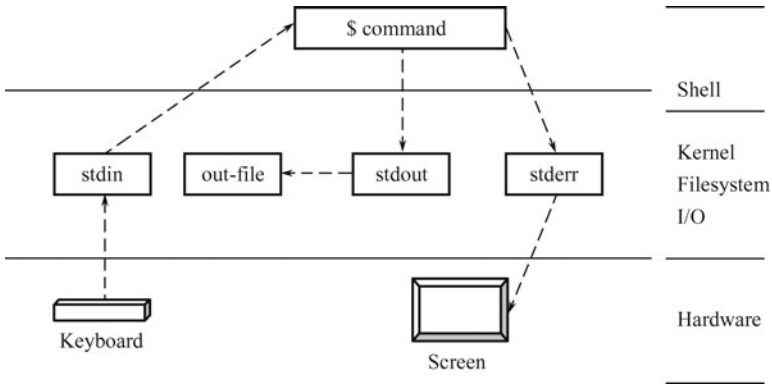 $ command
Shell
stdin
out-file
stdout
stderr
Kernel
Filesystem
I/O
Keyboard
Screen
Hardware